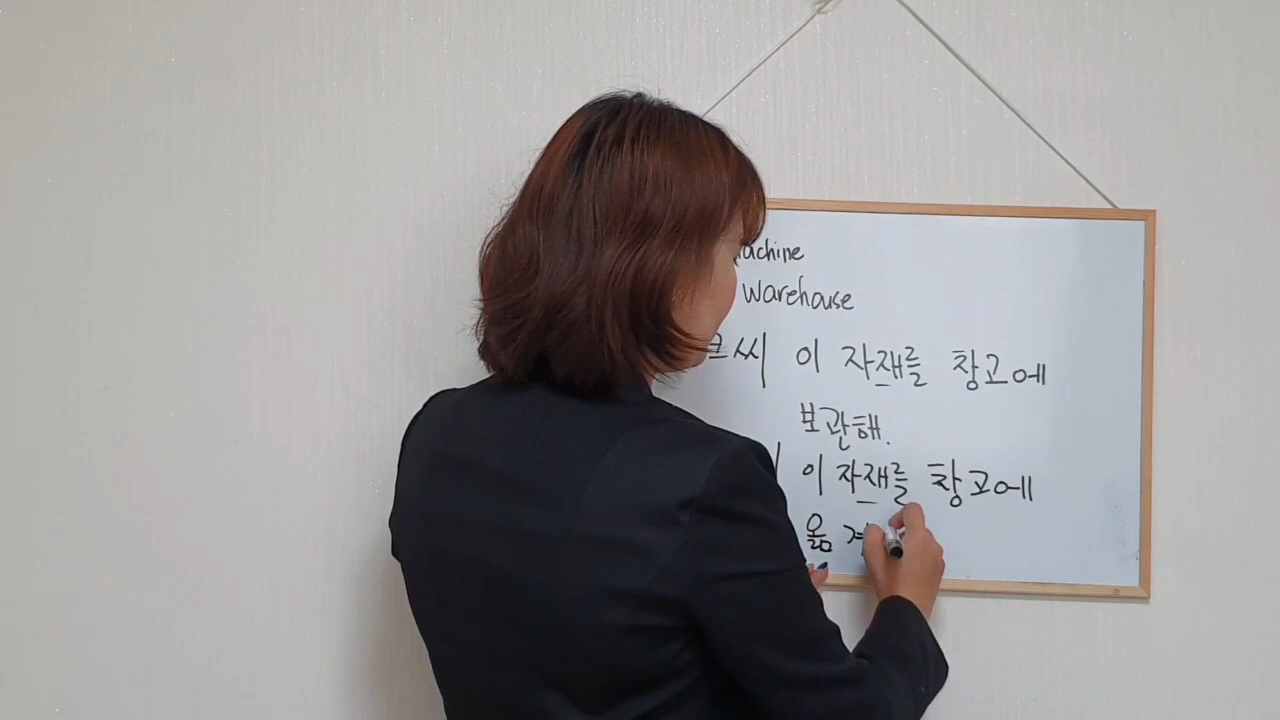 Machine
Warehouse
크씨 이 자재를 창고에
보관해.
이 자재를 창고에
옮겨